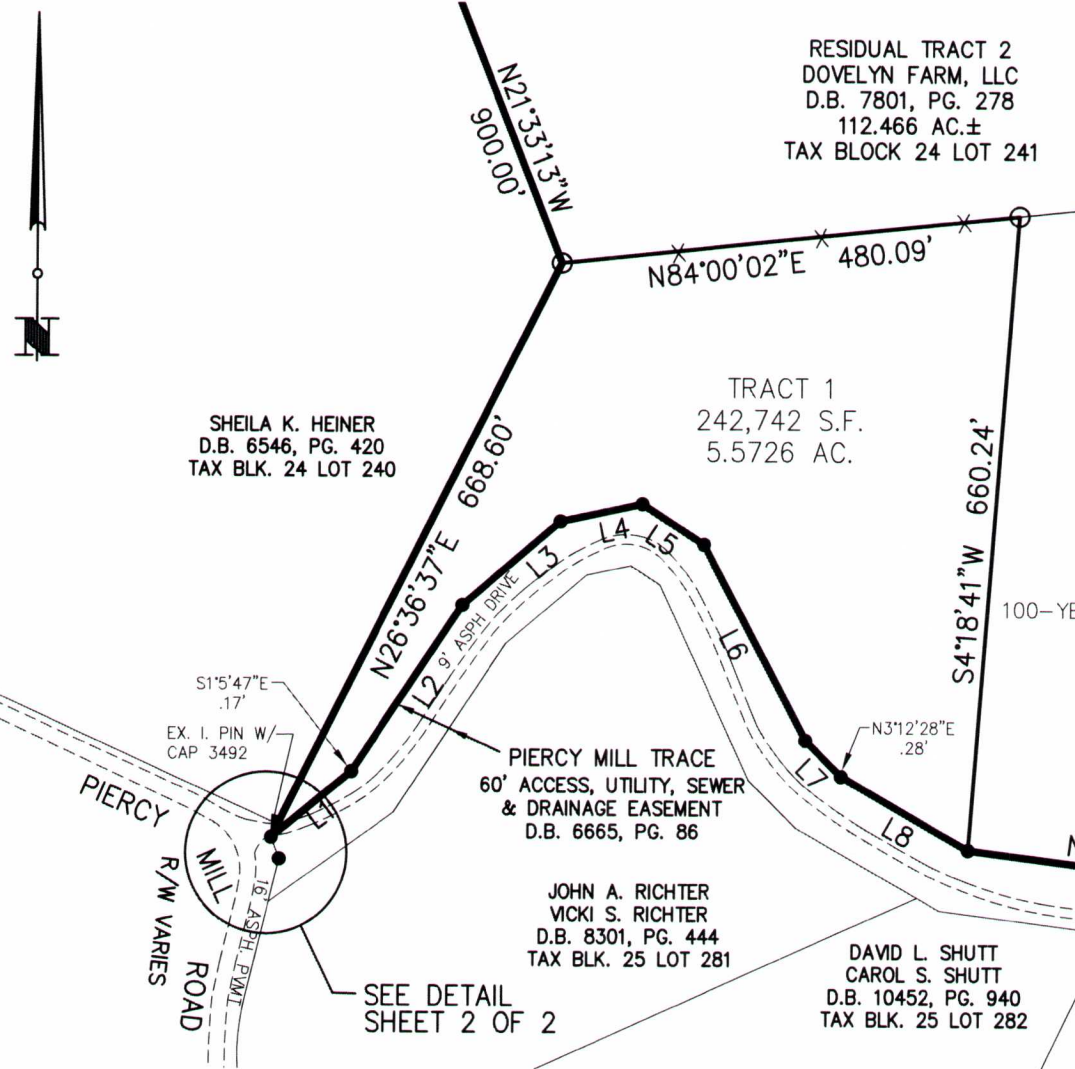 RESIDUAL TRACT 2
DOVELYN FARM, LLC
D.B. 7801, PG. 278
112.466 AC.±
TAX BLOCK 24 LOT 241
N21°33'13"W
900.00'
N84°00'02"E 480.09'
N
TRACT 1
242,742 S.F.
5.5726 AC.
SHEILA K. HEINER
D.B. 6546, PG. 420
TAX BLK. 24 LOT 240
N26°36'37"E 668.60'
S4°18'41"W 660.24'
100-YE
L4
L5
L3
9' ASPH DRIVE
L2
L6
S1°5'47"E
.17'
EX. I. PIN W/
CAP 3492
N3°12'28"E
.28'
PIERCY MILL TRACE
60' ACCESS, UTILITY, SEWER
& DRAINAGE EASEMENT
D.B. 6665, PG. 86
L7
L1
L8
N
PIERCY
MILL
ROAD
R/W VARIES
16' ASPH. PVMT
JOHN A. RICHTER
VICKI S. RICHTER
D.B. 8301, PG. 444
TAX BLK. 25 LOT 281
DAVID L. SHUTT
CAROL S. SHUTT
D.B. 10452, PG. 940
TAX BLK. 25 LOT 282
SEE DETAIL
SHEET 2 OF 2